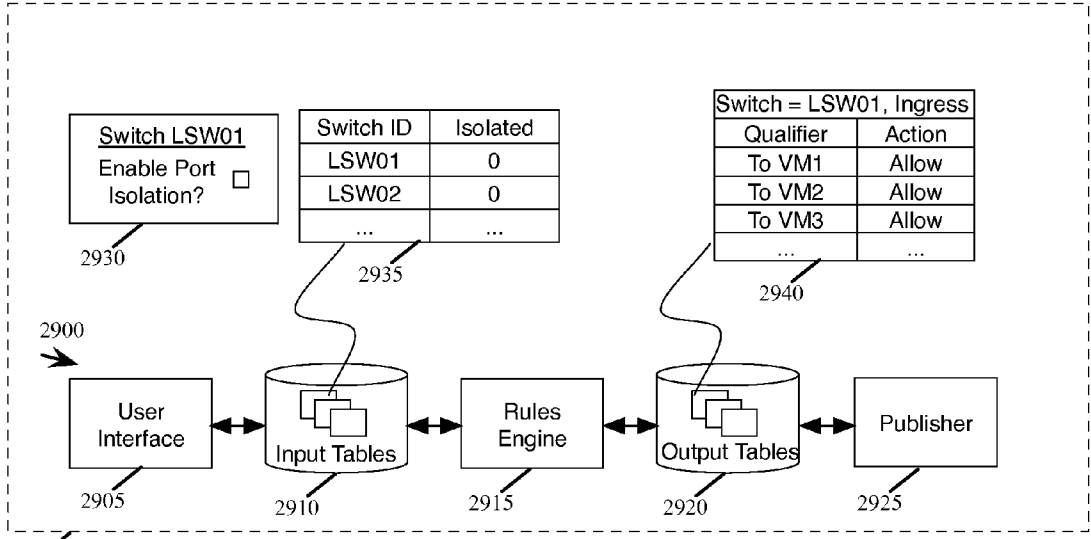 Switch LSW01
Enable Port
Isolation?
2930
Switch ID Isolated
LSW01 0
LSW02 0
... ...
2935
Switch = LSW01, Ingress
Qualifier Action
To VM1 Allow
To VM2 Allow
To VM3 Allow
... ...
2940
2900
User
Interface
2905
Input Tables
2910
Rules
Engine
2915
Output Tables
2920
Publisher
2925